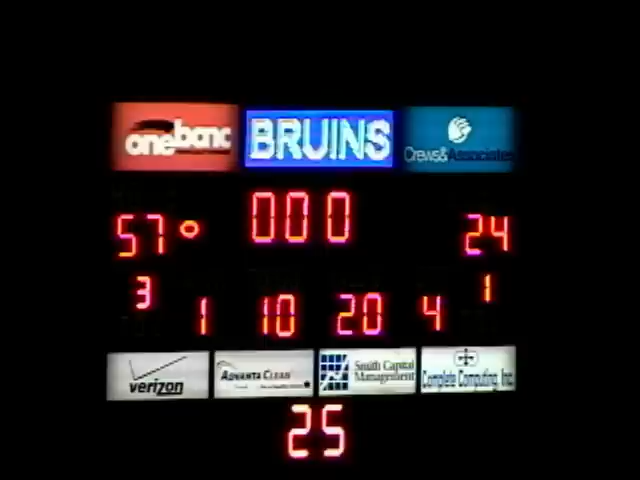 onebanc BRUINS Crews&Associates
57° 000 24
3 1 10 20 4 1
verizon Advanta Clean Smith Capital Management Complete Computing, Inc.
25